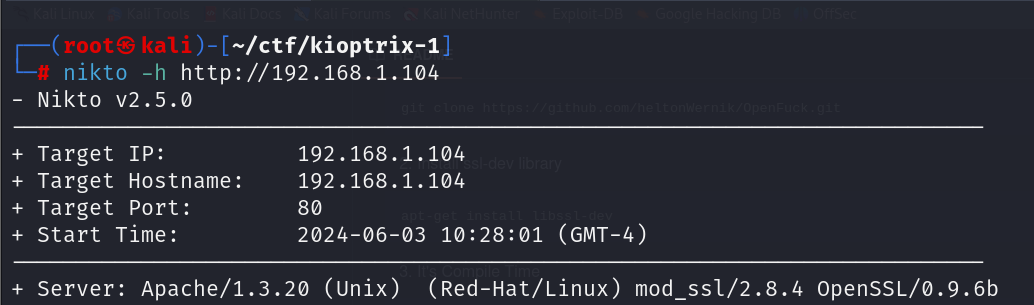 Kali Linux Kali Tools Kali Docs Kali Forums Kali NetHunter Exploit-DB Google Hacking DB OffSec
┌──(root㉿kali)-[~/ctf/kioptrix-1]
README
└─# nikto -h http://192.168.1.104
- Nikto v2.5.0
git clone https://github.com/heltonWernik/OpenFuck.git
+ Target IP: 192.168.1.104
+ Target Hostname: 192.168.1.104
ssl-dev library
+ Target Port: 80
apt-get install libssl-dev
+ Start Time: 2024-06-03 10:28:01 (GMT-4)
3. It's Compile Time
+ Server: Apache/1.3.20 (Unix) (Red-Hat/Linux) mod_ssl/2.8.4 OpenSSL/0.9.6b